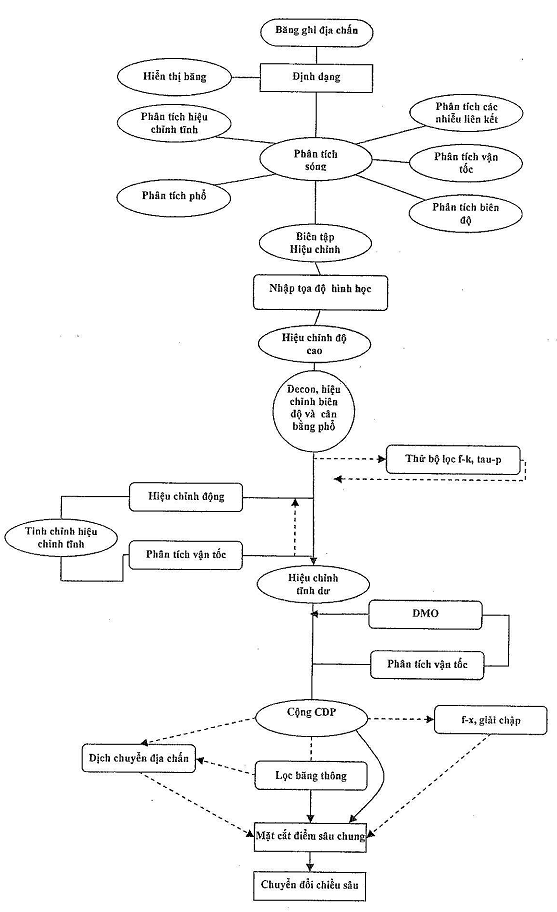 Băng ghi địa chấn
Hiển thị băng
Định dạng
Phân tích hiệu
chỉnh tĩnh
Phân tích các
nhiễu liên kết
Phân tích
sóng
Phân tích vận
tốc
Phân tích phổ
Phân tích biên
độ
Biên tập
Hiệu chỉnh
Nhập tọa độ hình học
Hiệu chỉnh độ
cao
Decon, hiệu
chỉnh biên
độ và cân
bằng phổ
Thử bộ lọc f-k, tau-p
Hiệu chỉnh động
Tinh chỉnh hiệu
chỉnh tĩnh
Phân tích vận tốc
Hiệu chỉnh
tĩnh dư
DMO
Phân tích vận tốc
Cộng CDP
f-x, giải chập
Dịch chuyển địa chấn
Lọc băng thông
Mặt cắt điểm sâu chung
Chuyển đổi chiều sâu